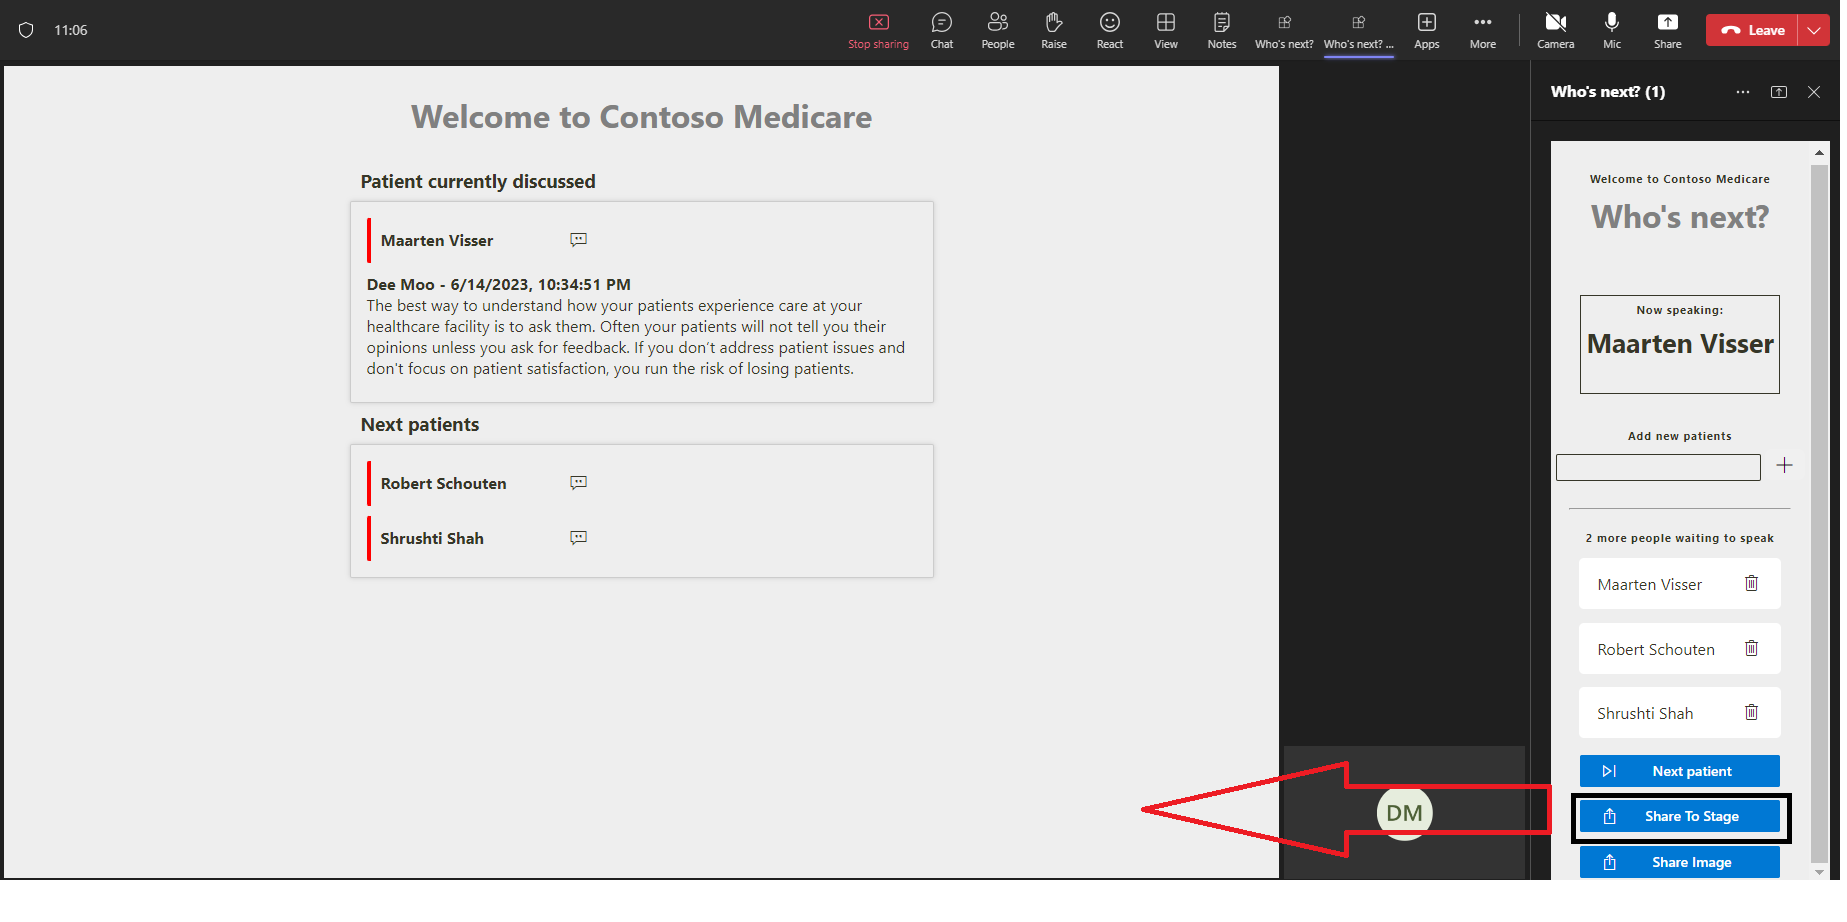 11:06
Stop sharing
Chat
People
Raise
React
View
Notes
Who's next?
Who's next? ...
Apps
More
Camera
Mic
Share
Leave
Welcome to Contoso Medicare
Patient currently discussed
Maarten Visser
Dee Moo - 6/14/2023, 10:34:51 PM
The best way to understand how your patients experience care at your
healthcare facility is to ask them. Often your patients will not tell you their
opinions unless you ask for feedback. If you don’t address patient issues and
don't focus on patient satisfaction, you run the risk of losing patients.
Next patients
Robert Schouten
Shrushti Shah
DM
Who's next? (1)
Welcome to Contoso Medicare
Who's next?
Now speaking:
Maarten Visser
Add new patients
2 more people waiting to speak
Maarten Visser
Robert Schouten
Shrushti Shah
Next patient
Share To Stage
Share Image